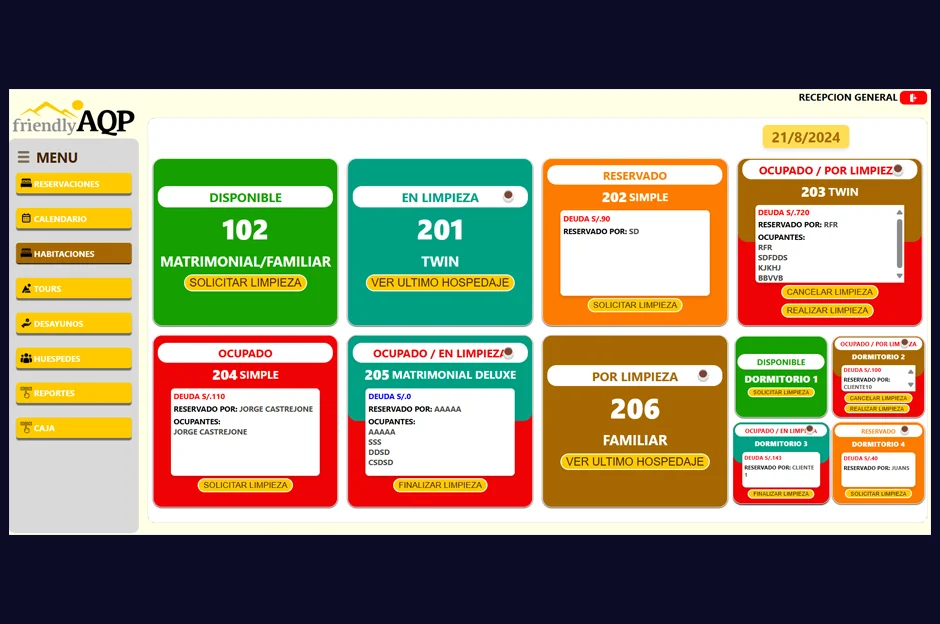 RECEPCION GENERAL
friendlyAQP
21/8/2024
MENU
RESERVACIONES
CALENDARIO
HABITACIONES
TOURS
DESAYUNOS
HUESPEDES
REPORTES
CAJA
DISPONIBLE
102
MATRIMONIAL/FAMILIAR
SOLICITAR LIMPIEZA
EN LIMPIEZA
201
TWIN
VER ULTIMO HOSPEDAJE
RESERVADO
202 SIMPLE
DEUDA S/.90
RESERVADO POR: SD
SOLICITAR LIMPIEZA
OCUPADO / POR LIMPIEZ
203 TWIN
DEUDA S/.720
RESERVADO POR: RFR
OCUPANTES:
RFR
SDFDDS
KJKHJ
BBVVB
CANCELAR LIMPIEZA
REALIZAR LIMPIEZA
OCUPADO
204 SIMPLE
DEUDA S/.110
RESERVADO POR: JORGE CASTREJONE
OCUPANTES:
JORGE CASTREJONE
SOLICITAR LIMPIEZA
OCUPADO / EN LIMPIEZA
205 MATRIMONIAL DELUXE
DEUDA S/.0
RESERVADO POR: AAAAA
OCUPANTES:
AAAAA
SSS
DDSD
CSDSD
FINALIZAR LIMPIEZA
POR LIMPIEZA
206
FAMILIAR
VER ULTIMO HOSPEDAJE
DISPONIBLE
DORMITORIO 1
SOLICITAR LIMPIEZA
OCUPADO / POR LIMPIEZA
DORMITORIO 2
DEUDA S/.100
RESERVADO POR:
CLIENTE10
CANCELAR LIMPIEZA
REALIZAR LIMPIEZA
OCUPADO / EN LIMPIEZA
DORMITORIO 3
DEUDA S/.143
RESERVADO POR: CLIENTE
1
FINALIZAR LIMPIEZA
RESERVADO
DORMITORIO 4
DEUDA S/.40
RESERVADO POR: JUANS
SOLICITAR LIMPIEZA